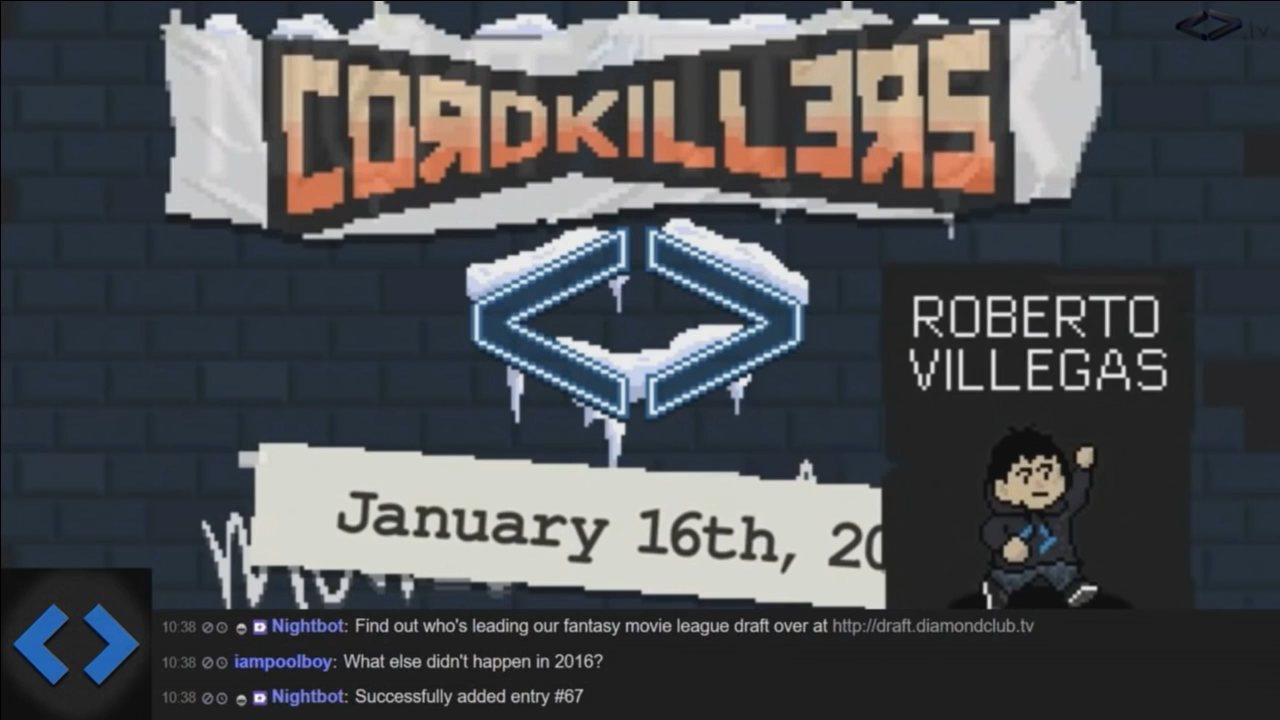 CORDKILLERS
.tv
ROBERTO
VILLEGAS
January 16th, 20
10:38 Nightbot: Find out who's leading our fantasy movie league draft over at http://draft.diamondclub.tv
10:38 iampoolboy: What else didn't happen in 2016?
10:38 Nightbot: Successfully added entry #67